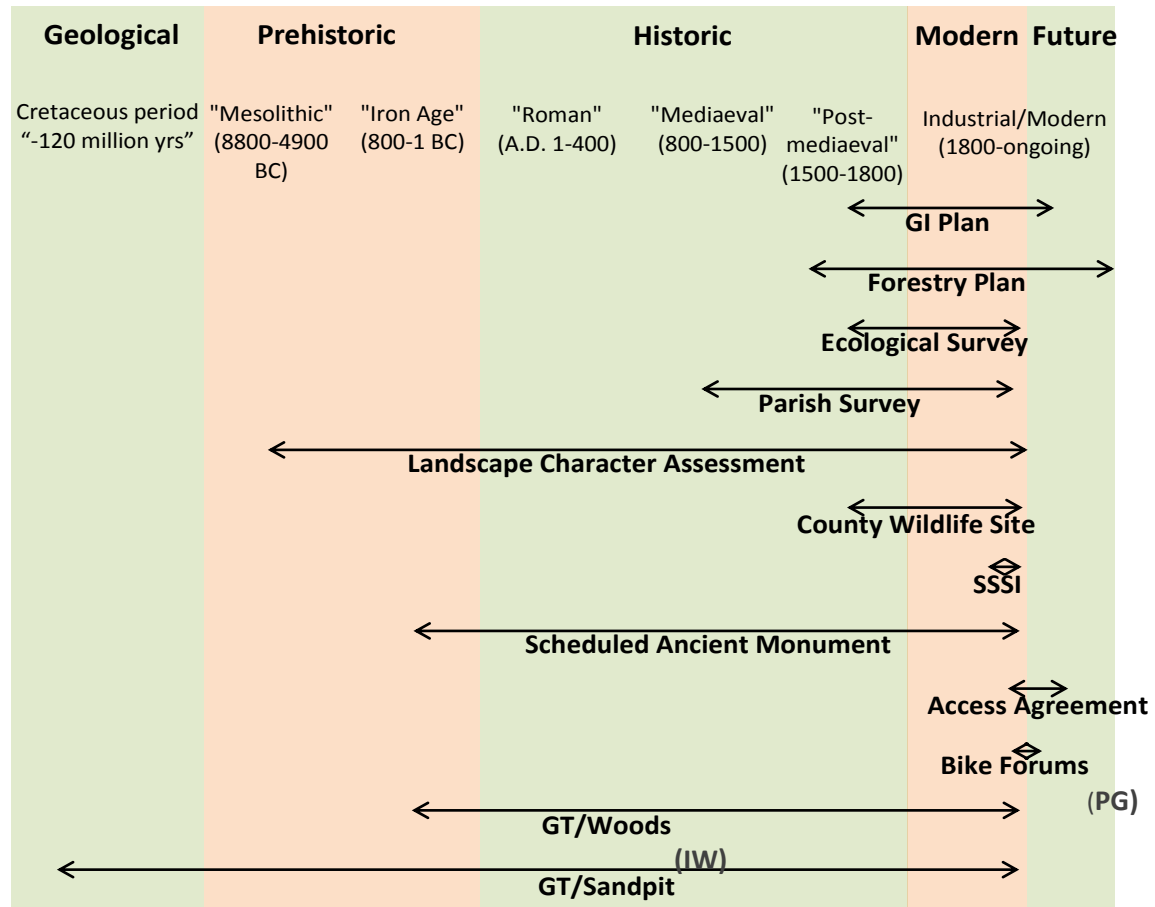 Geological Prehistoric Historic Modern Future
Cretaceous period
“-120 million yrs”
"Mesolithic"
(8800-4900
BC)
"Iron Age"
(800-1 BC)
"Roman"
(A.D. 1-400)
"Mediaeval"
(800-1500)
"Post-
mediaeval"
(1500-1800)
Industrial/Modern
(1800-ongoing)
GI Plan
Forestry Plan
Ecological Survey
Parish Survey
Landscape Character Assessment
County Wildlife Site
SSSI
Scheduled Ancient Monument
Access Agreement
Bike Forums
(PG)
GT/Woods
(IW)
GT/Sandpit